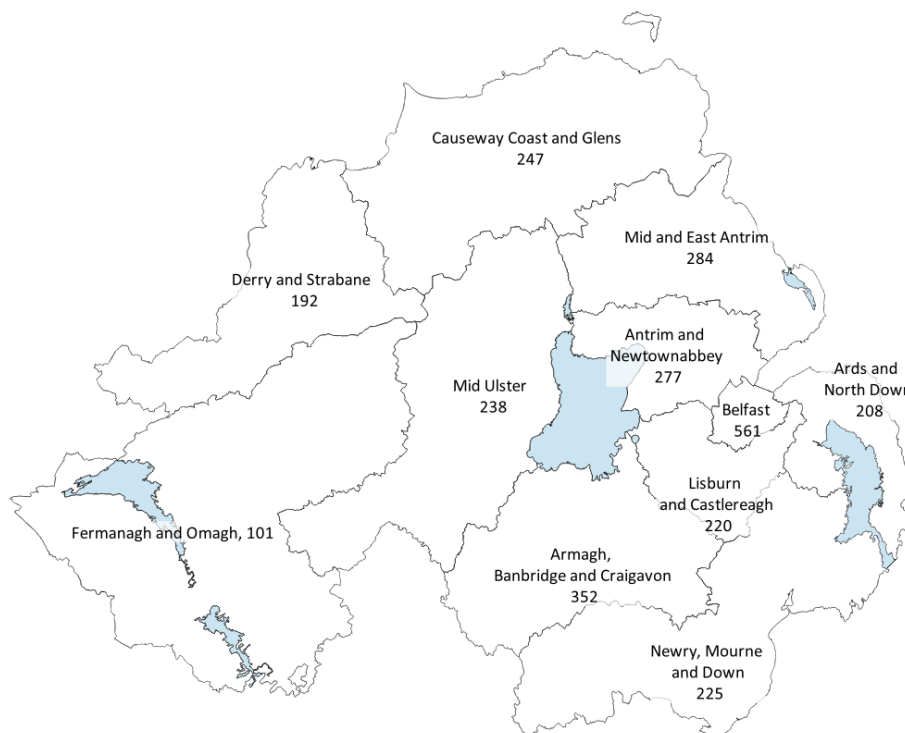 Causeway Coast and Glens
247
Mid and East Antrim
284
Derry and Strabane
192
Antrim and
Newtownabbey
277
Ards and
North Down
208
Mid Ulster
238
Belfast
561
Lisburn
and Castlereagh
220
Fermanagh and Omagh, 101
Armagh,
Banbridge and Craigavon
352
Newry, Mourne
and Down
225